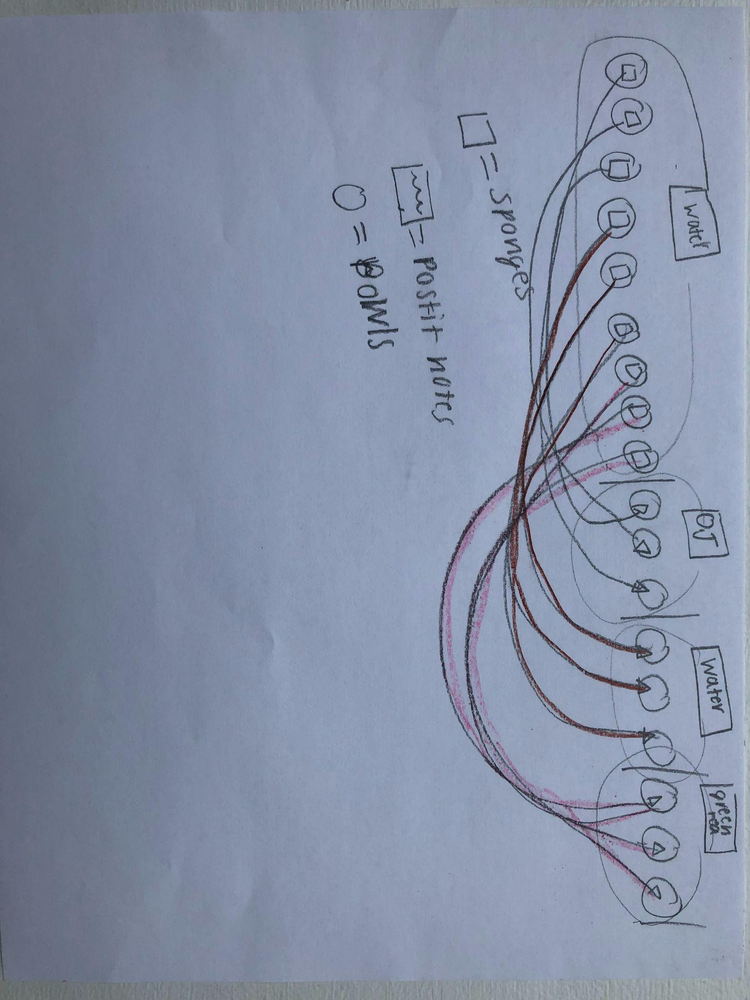 water
OJ
water
green
tea
= sponges
= postit notes
= bowls